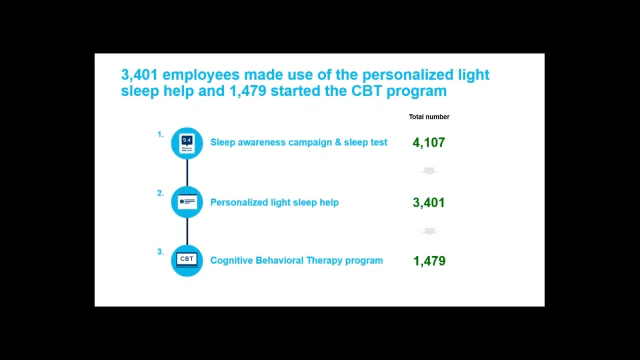 3,401 employees made use of the personalized light
sleep help and 1,479 started the CBT program
Total number
1.
9.4
Sleep awareness campaign & sleep test
4,107
2.
Personalized light sleep help
3,401
3.
CBT
Cognitive Behavioral Therapy program
1,479